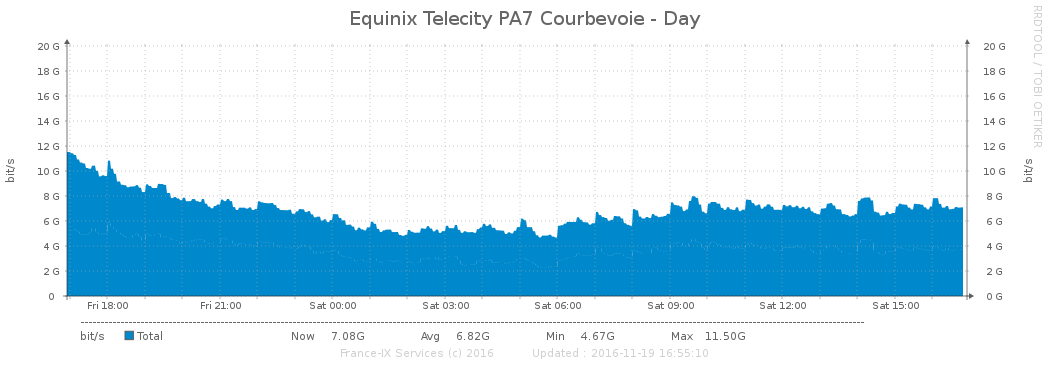 Equinix Telecity PA7 Courbevoie - Day
RRDTOOL / TOBI OETIKER
bit/s
bit/s
20 G 20 G
18 G 18 G
16 G 16 G
14 G 14 G
12 G 12 G
10 G 10 G
8 G 8 G
6 G 6 G
4 G 4 G
2 G 2 G
0 0 G
Fri 18:00 Fri 21:00 Sat 00:00 Sat 03:00 Sat 06:00 Sat 09:00 Sat 12:00 Sat 15:00
bit/s Total Now 7.08G Avg 6.82G Min 4.67G Max 11.50G
France-IX Services (c) 2016 Updated : 2016-11-19 16:55:10